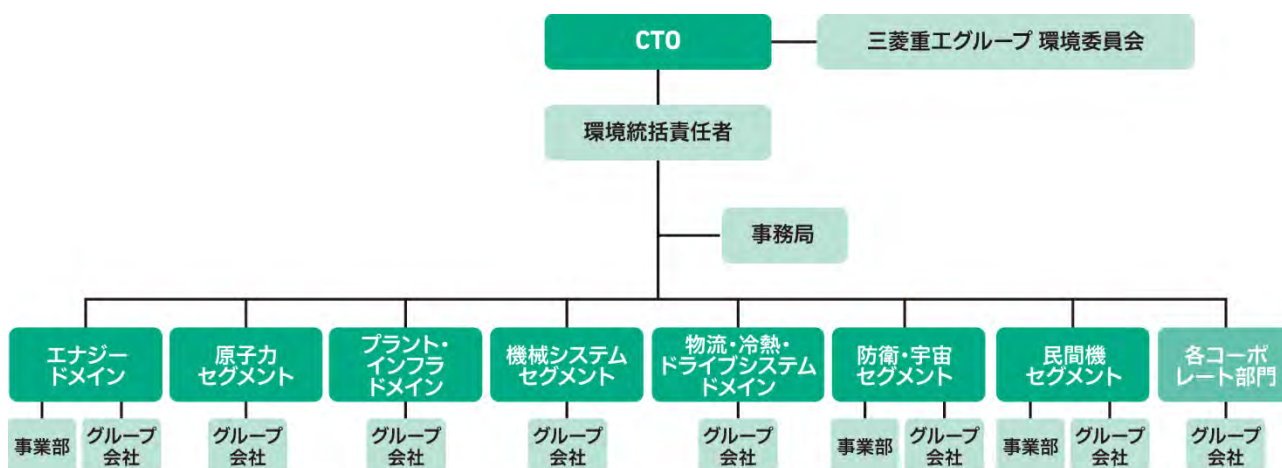 CTO
三菱重工グループ 環境委員会
環境統括責任者
事務局
エナジー
ドメイン
原子力
セグメント
プラント・
インフラ
ドメイン
機械システム
セグメント
物流・冷熱・
ドライブシステム
ドメイン
防衛・宇宙
セグメント
民間機
セグメント
各コーポ
レート部門
事業部
グループ
会社
グループ
会社
グループ
会社
グループ
会社
グループ
会社
事業部
グループ
会社
事業部
グループ
会社
グループ
会社